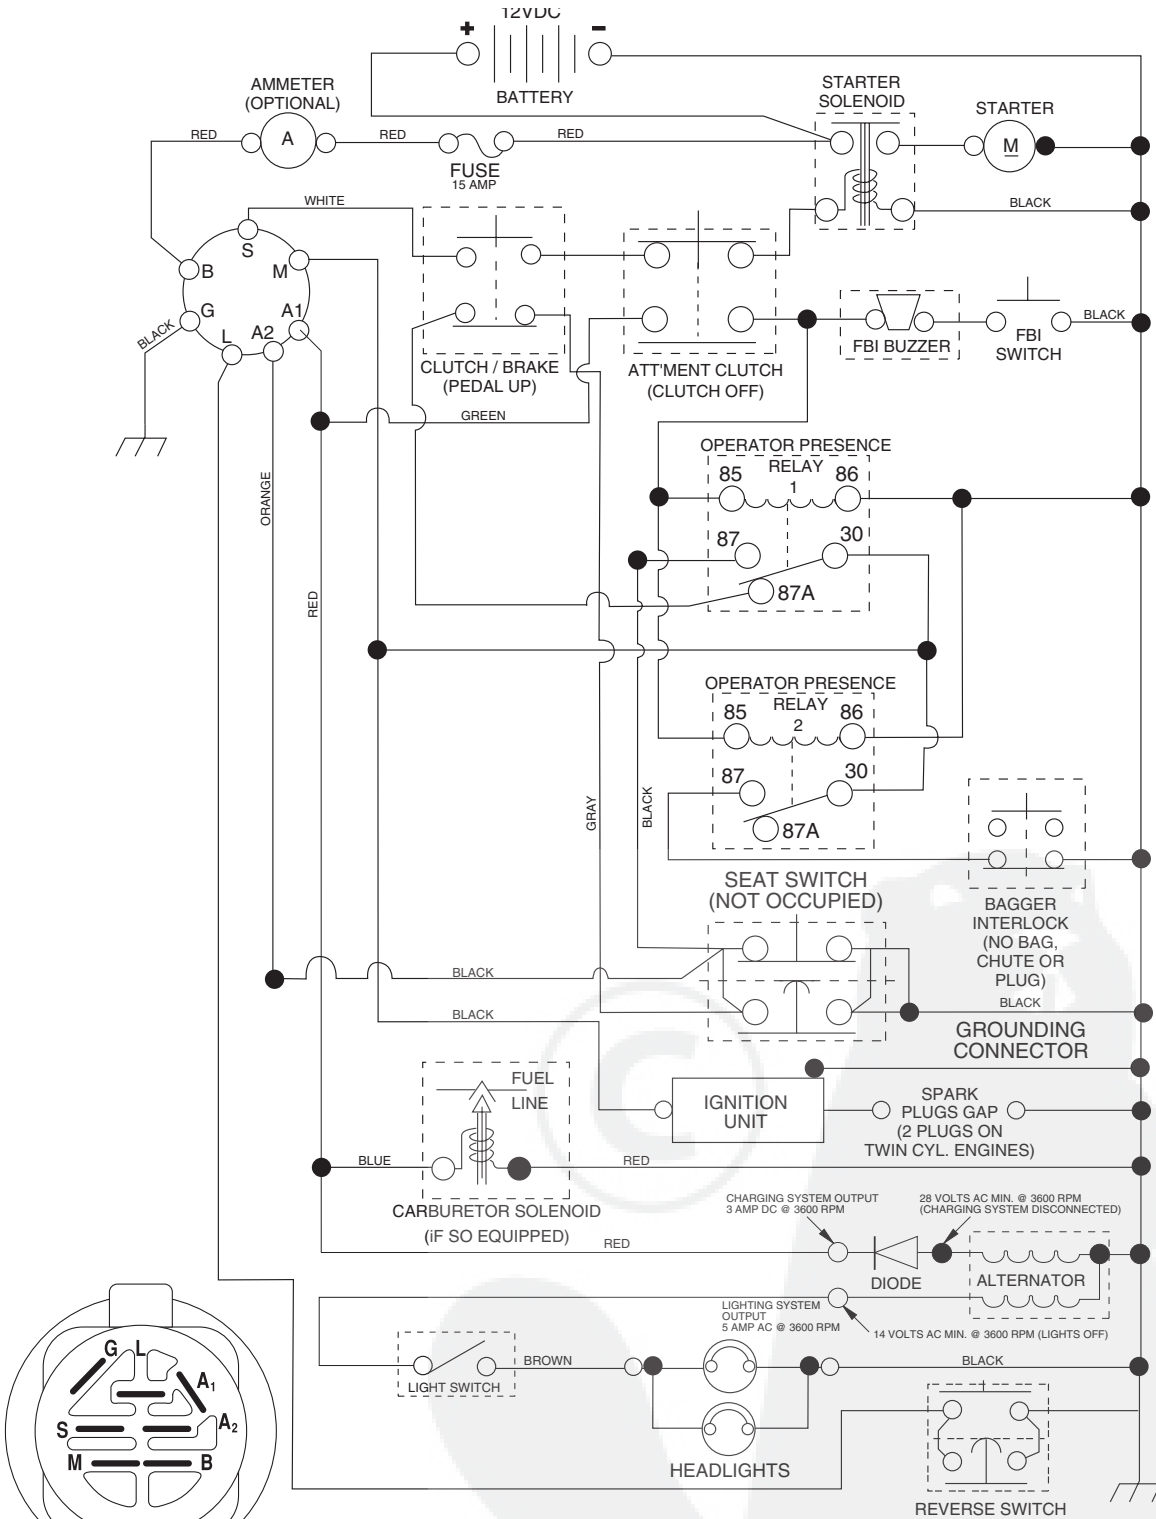 12VDC
+
−
BATTERY
AMMETER
(OPTIONAL)
STARTER
SOLENOID
STARTER
RED
A
RED
RED
M
FUSE
15 AMP
WHITE
BLACK
S
B
M
G
A1
L
A2
BLACK
CLUTCH / BRAKE
(PEDAL UP)
ATT'MENT CLUTCH
(CLUTCH OFF)
FBI BUZZER
FBI
SWITCH
BLACK
GREEN
OPERATOR PRESENCE
RELAY
1
85
86
87
30
87A
ORANGE
RED
OPERATOR PRESENCE
RELAY
2
85
86
87
30
87A
GRAY
BLACK
SEAT SWITCH
(NOT OCCUPIED)
BAGGER
INTERLOCK
(NO BAG,
CHUTE OR
PLUG)
BLACK
BLACK
BLACK
GROUNDING
CONNECTOR
FUEL
LINE
IGNITION
UNIT
SPARK
PLUGS GAP
(2 PLUGS ON
TWIN CYL. ENGINES)
BLUE
RED
CARBURETOR SOLENOID
(iF SO EQUIPPED)
CHARGING SYSTEM OUTPUT
3 AMP DC @ 3600 RPM
28 VOLTS AC MIN. @ 3600 RPM
(CHARGING SYSTEM DISCONNECTED)
RED
DIODE
ALTERNATOR
LIGHTING SYSTEM
OUTPUT
5 AMP AC @ 3600 RPM
14 VOLTS AC MIN. @ 3600 RPM (LIGHTS OFF)
BROWN
BLACK
LIGHT SWITCH
HEADLIGHTS
REVERSE SWITCH
G
L
A1
S
A2
M
B
©